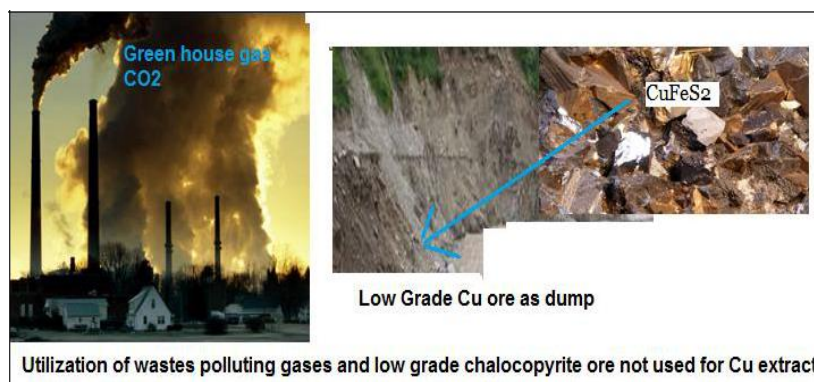 Green house gas
CO2
CuFeS2
Low Grade Cu ore as dump
Utilization of wastes polluting gases and low grade chalocopyrite ore not used for Cu extract